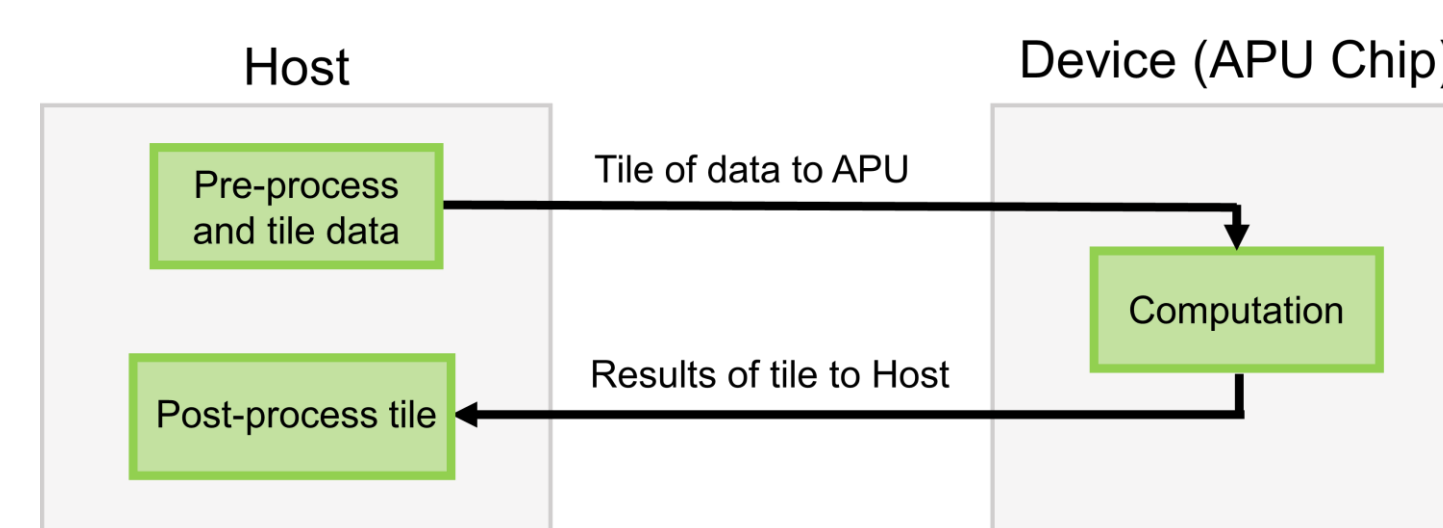 Host
Device (APU Chip)
Pre-process
and tile data
Tile of data to APU
Computation
Results of tile to Host
Post-process tile